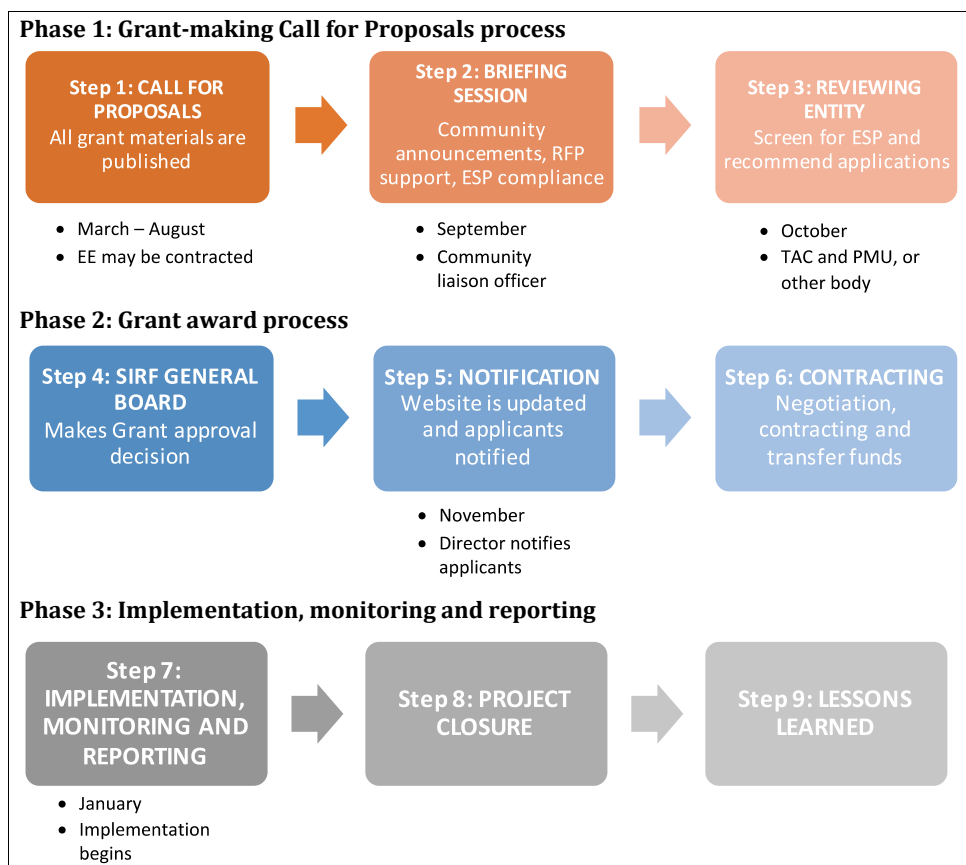 Phase 1: Grant-making Call for Proposals process
Step 1: CALL FOR
PROPOSALS
All grant materials are
published
Step 2: BRIEFING
SESSION
Community
announcements, RFP
support, ESP compliance
Step 3: REVIEWING
ENTITY
Screen for ESP and
recommend applications
• March – August
• EE may be contracted
• September
• Community
liaison officer
• October
• TAC and PMU, or
other body
Phase 2: Grant award process
Step 4: SIRF GENERAL
BOARD
Makes Grant approval
decision
Step 5: NOTIFICATION
Website is updated
and applicants
notified
Step 6: CONTRACTING
Negotiation,
contracting and
transfer funds
• November
• Director notifies
applicants
Phase 3: Implementation, monitoring and reporting
Step 7:
IMPLEMENTATION,
MONITORING AND
REPORTING
Step 8: PROJECT
CLOSURE
Step 9: LESSONS
LEARNED
• January
• Implementation
begins